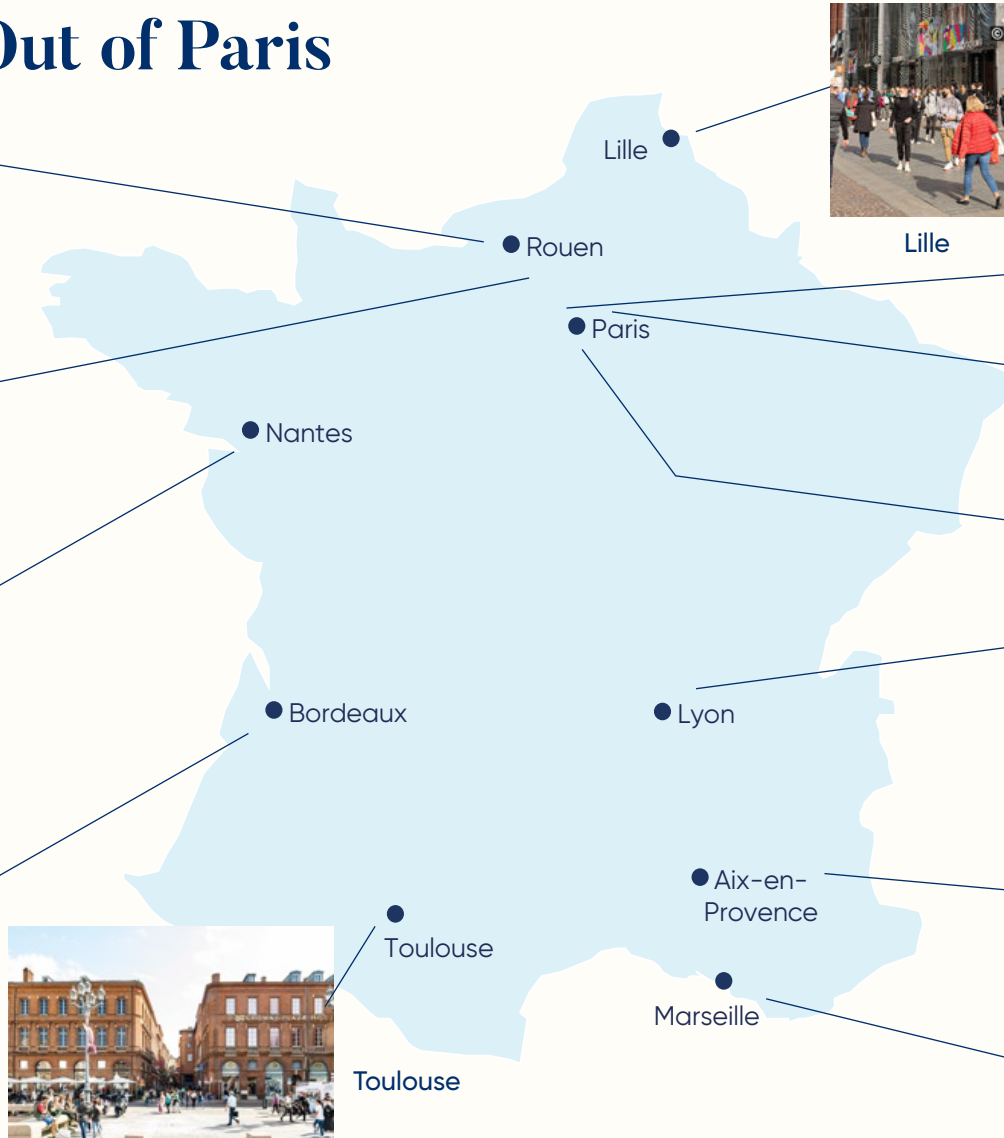 Out of Paris
Lille
Rouen
Lille
Paris
Nantes
Bordeaux
Lyon
Aix-en-
Provence
Toulouse
Marseille
Toulouse